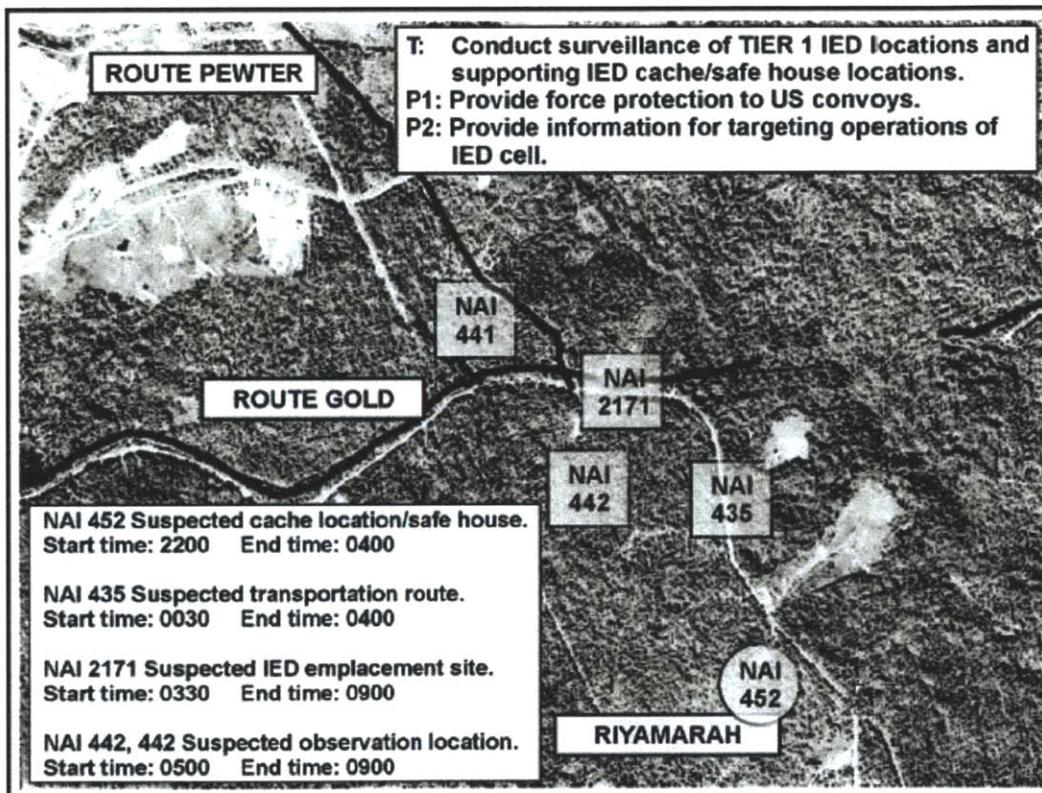 ROUTE PEWTER
T: Conduct surveillance of TIER 1 IED locations and
supporting IED cache/safe house locations.
P1: Provide force protection to US convoys.
P2: Provide information for targeting operations of
IED cell.
NAI
441
NAI
2171
ROUTE GOLD
NAI
442
NAI
435
NAI 452 Suspected cache location/safe house.
Start time: 2200 End time: 0400
NAI 435 Suspected transportation route.
Start time: 0030 End time: 0400
NAI 2171 Suspected IED emplacement site.
Start time: 0330 End time: 0900
NAI 442, 442 Suspected observation location.
Start time: 0500 End time: 0900
NAI
452
RIYAMARAH